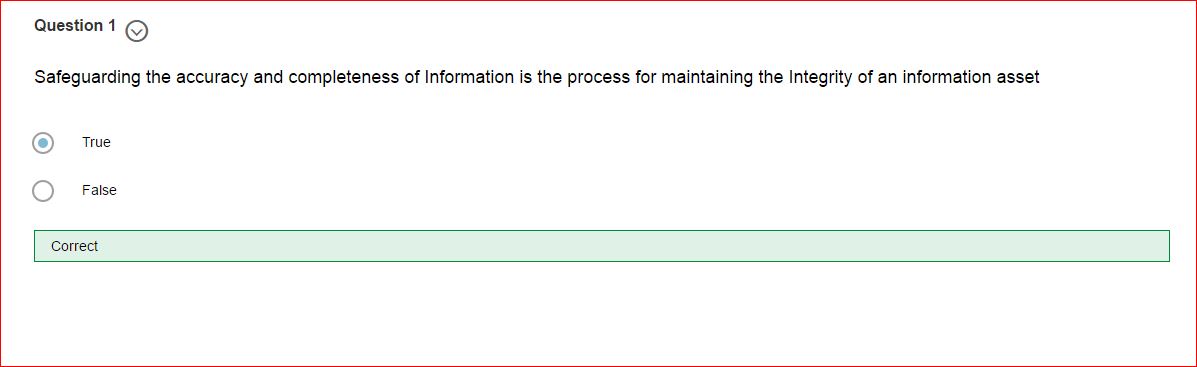 Question 1
Safeguarding the accuracy and completeness of Information is the process for maintaining the Integrity of an information asset
True
False
Correct